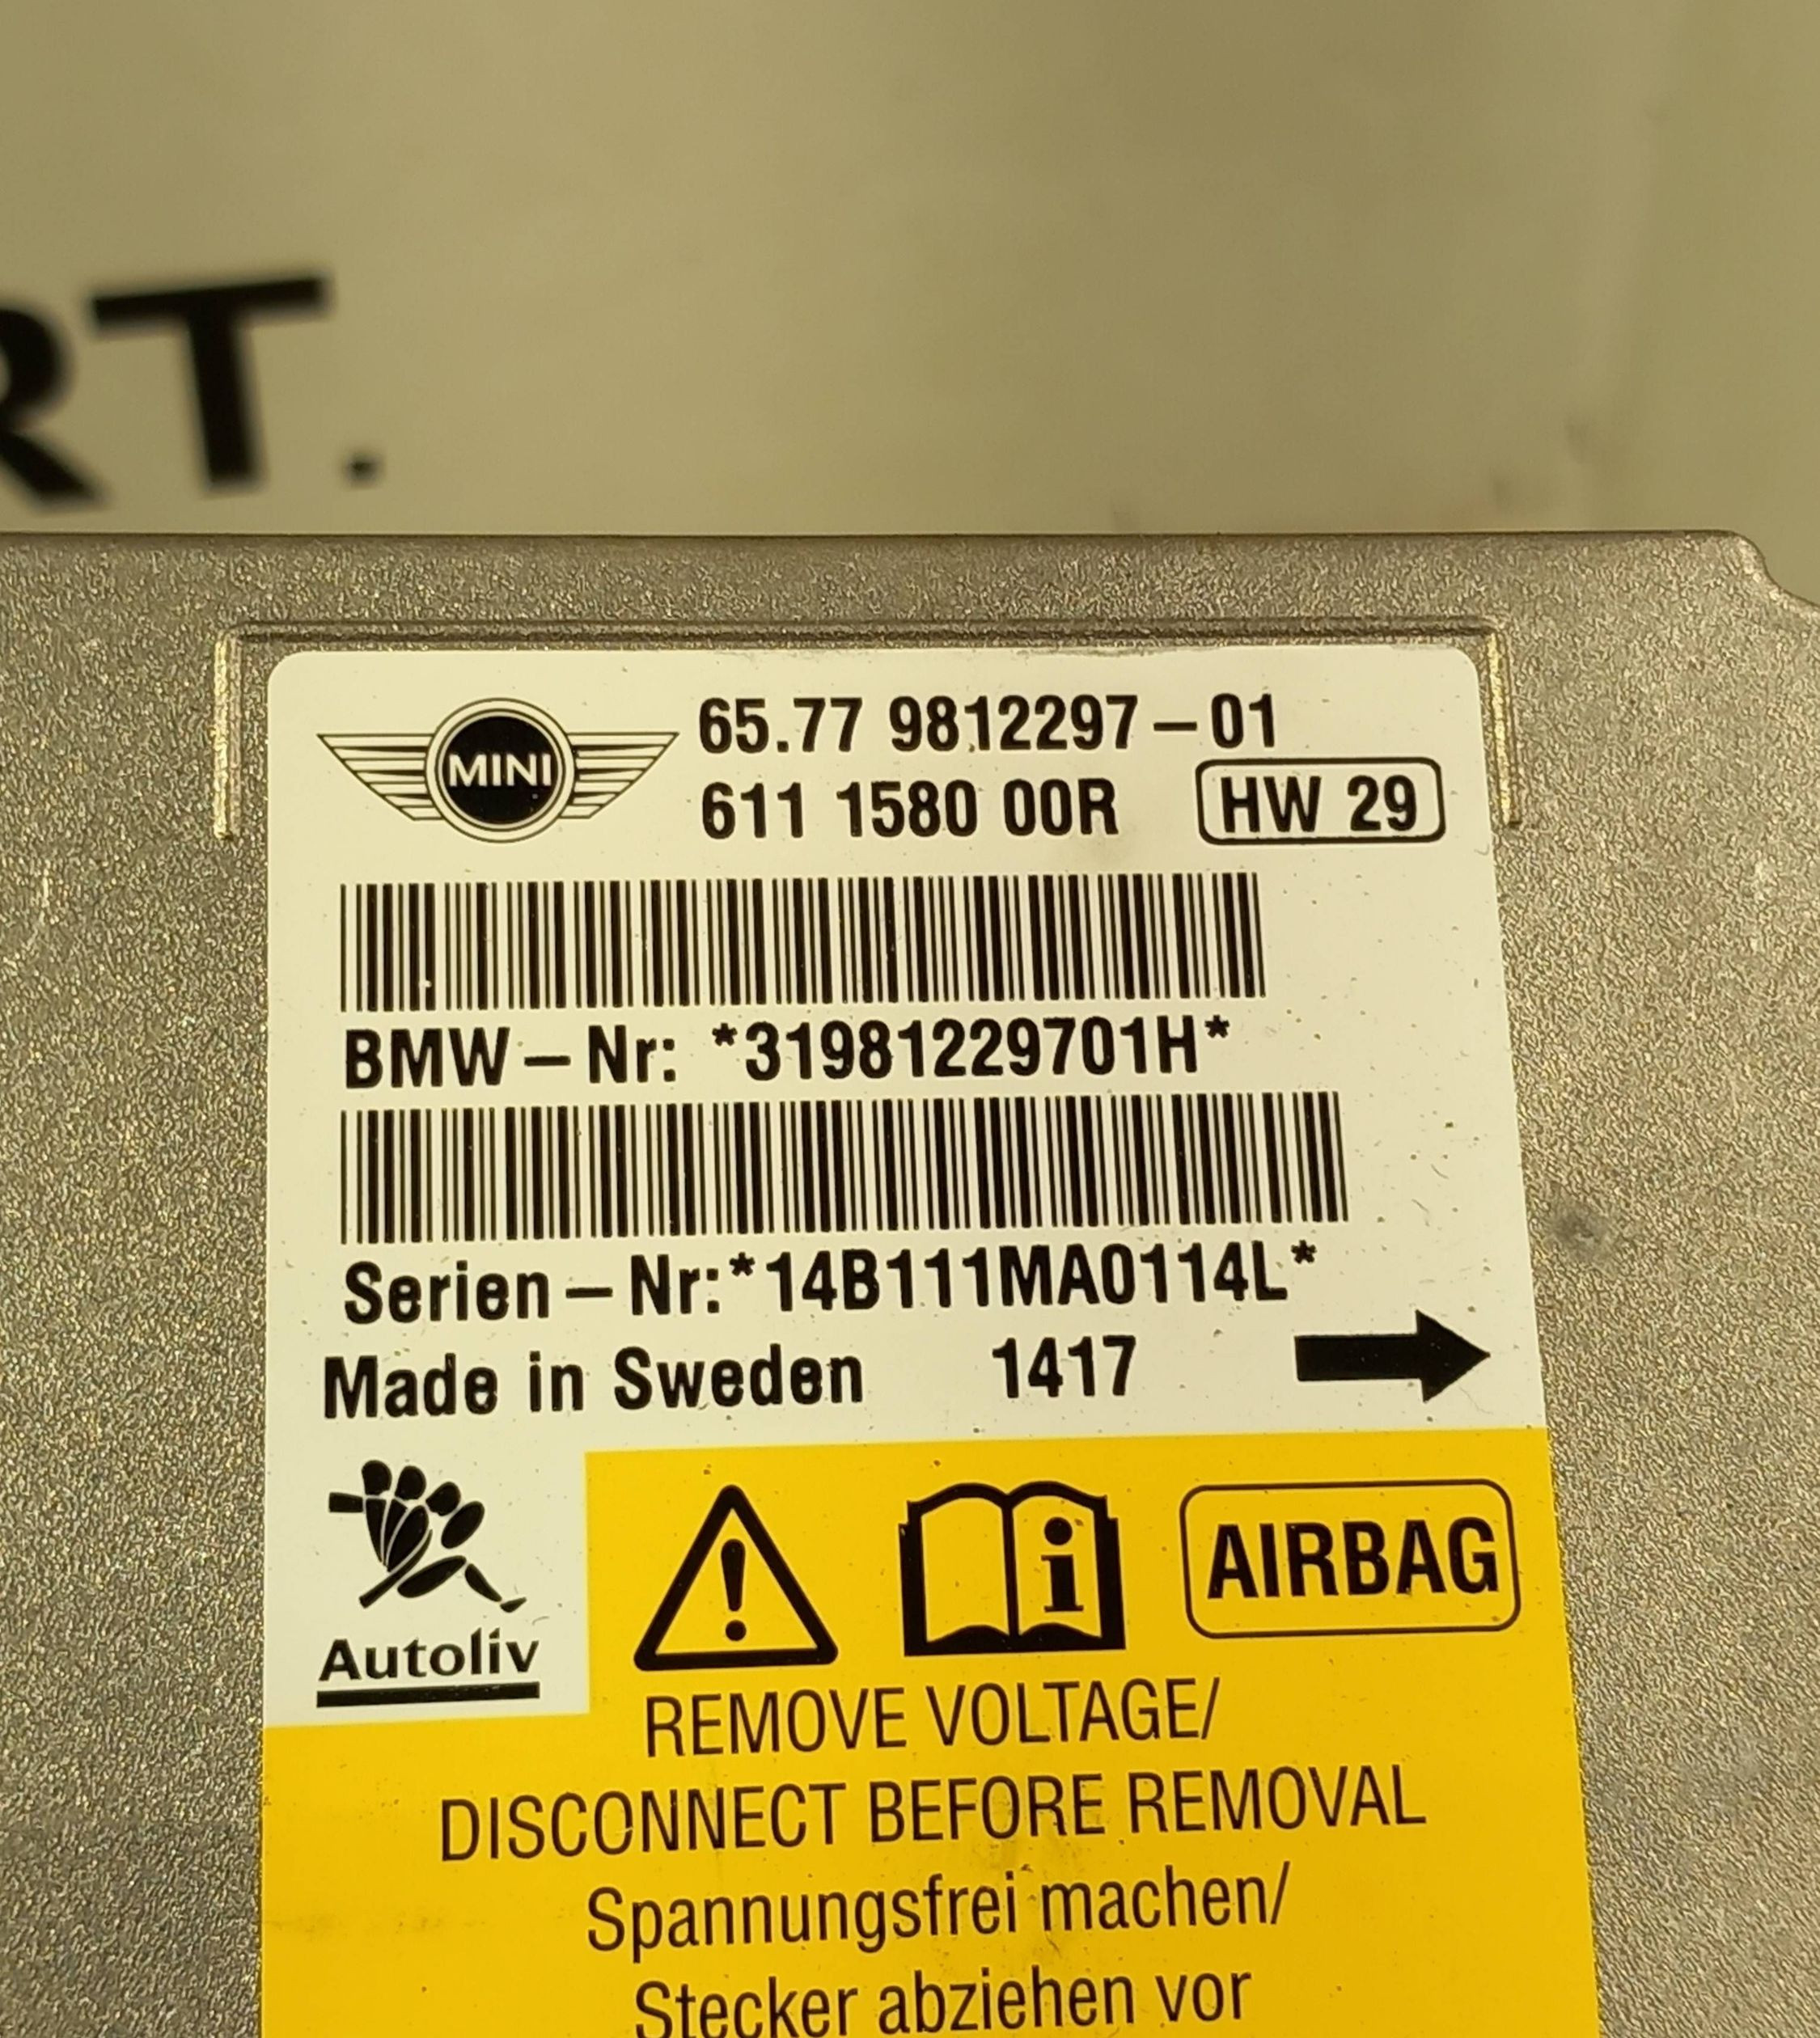 RT.
MINI
65.77 9812297-01
611 1580 00R HW 29
BMW-Nr: *31981229701H*
Serien-Nr:*14B111MA0114L*
Made in Sweden 1417
Autoliv
AIRBAG
REMOVE VOLTAGE/
DISCONNECT BEFORE REMOVAL
Spannungsfrei machen/
Stecker abziehen vor